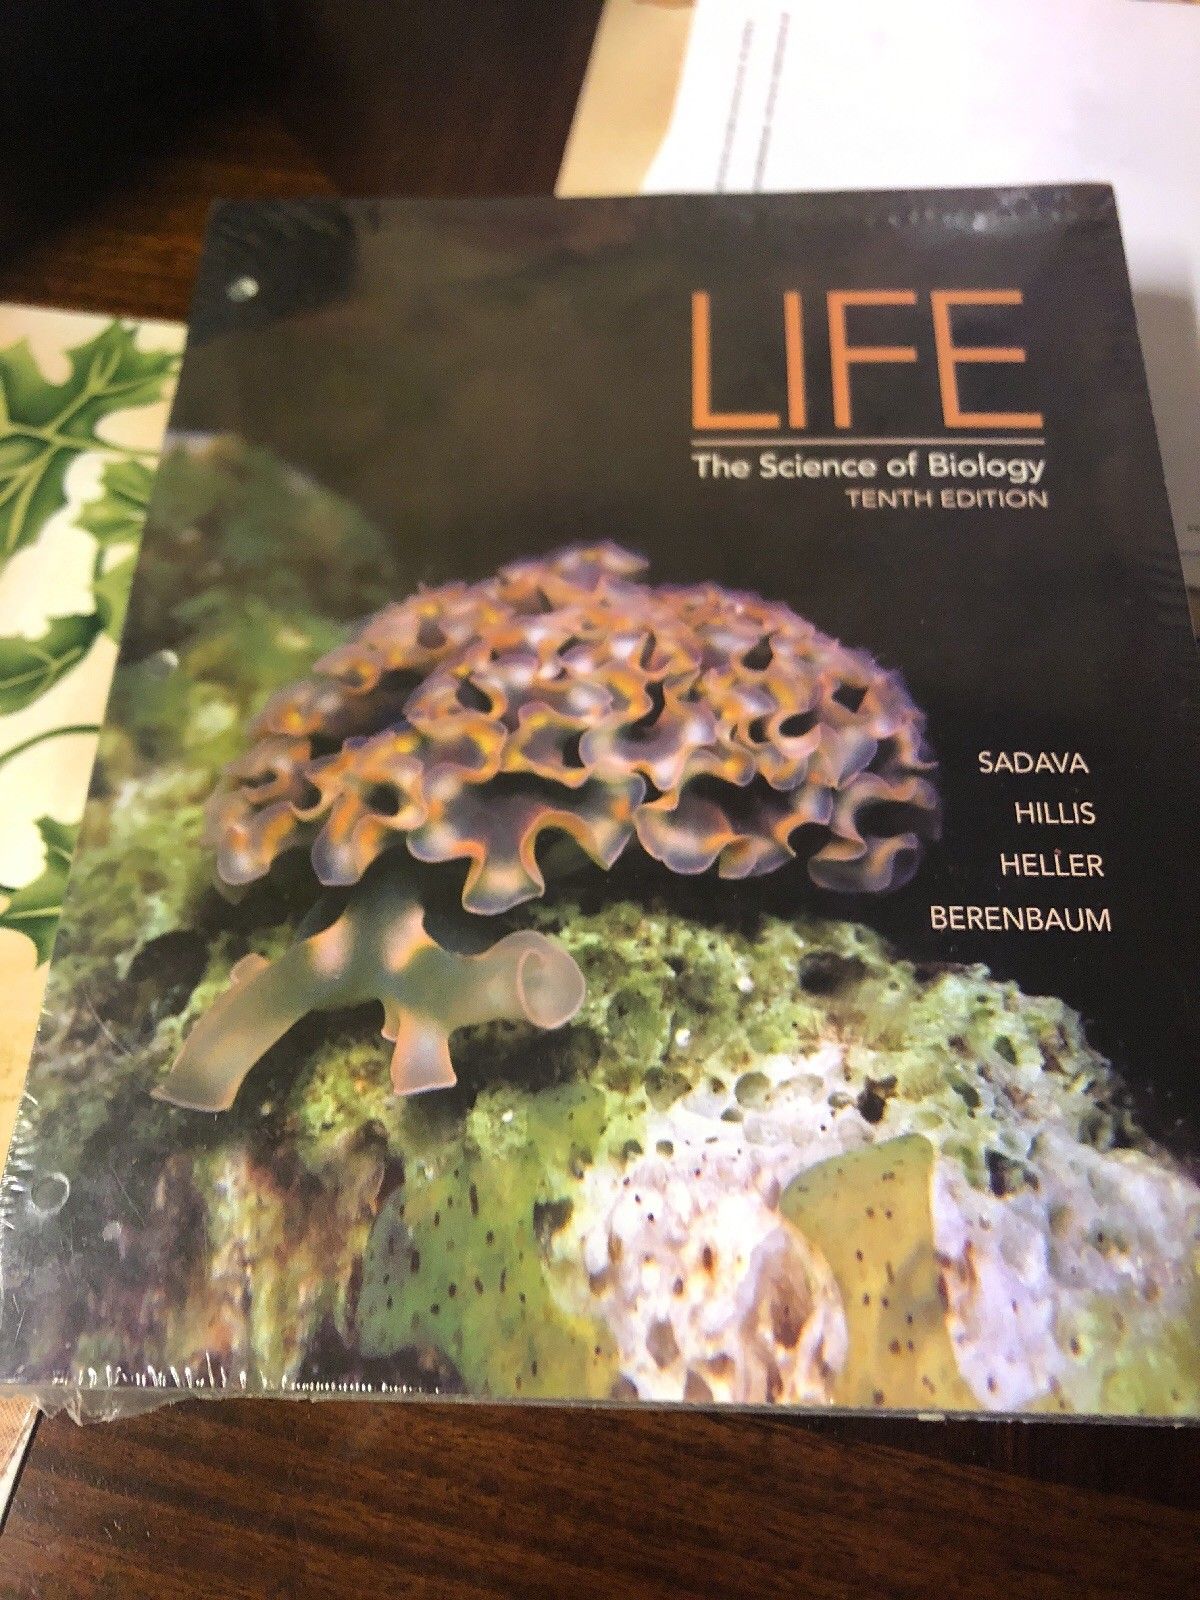 LIFE
The Science of Biology
TENTH EDITION
SADAVA
HILLIS
HELLER
BERENBAUM